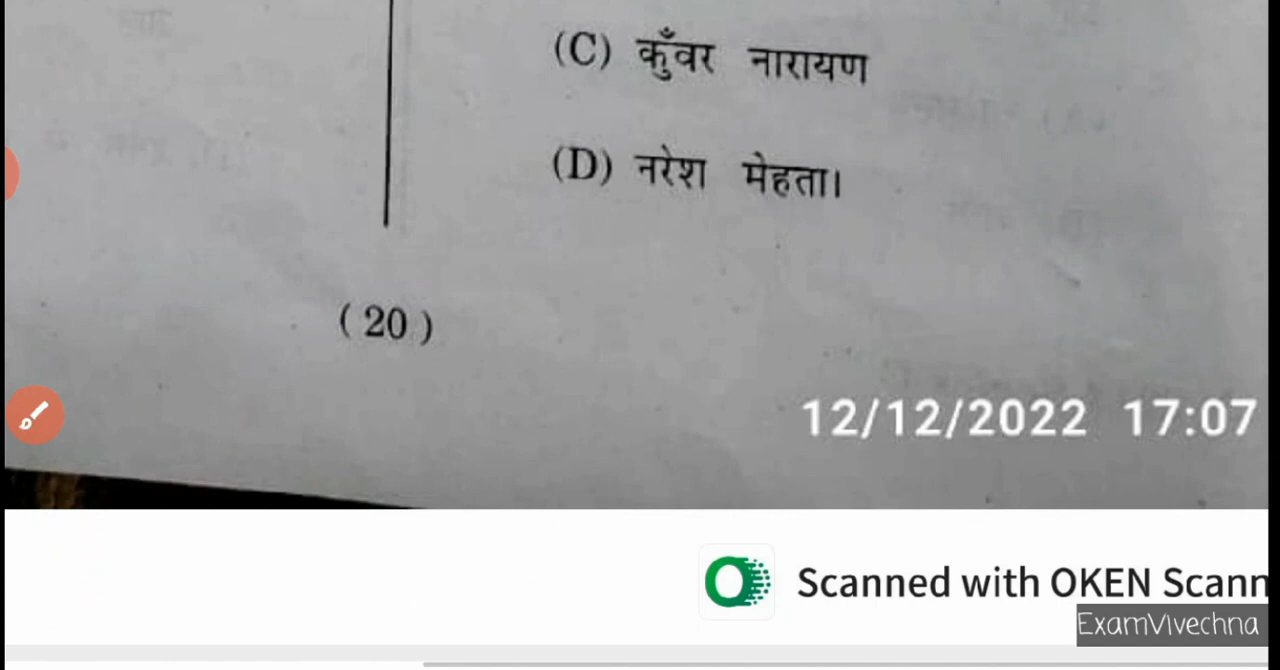 (C) कुँवर नारायण
(D) नरेश मेहता।
( 20 )
12/12/2022 17:07
Scanned with OKEN Scann
ExamVivechna